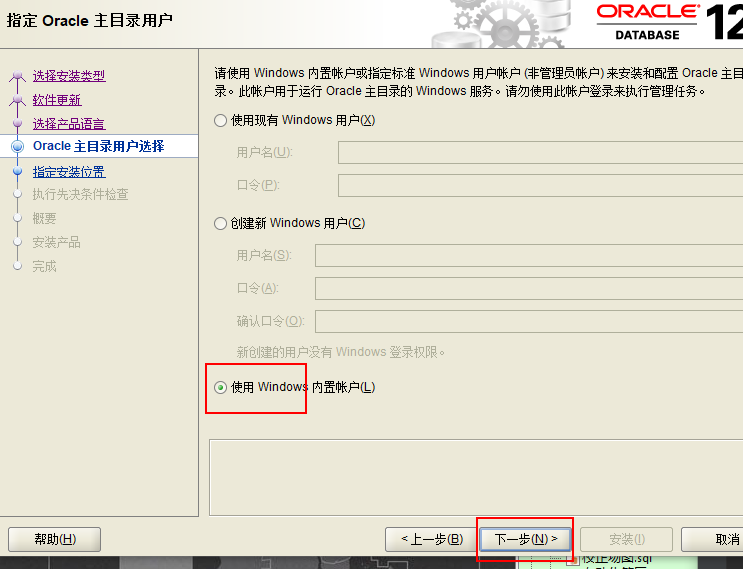 指定 Oracle 主目录用户
ORACLE®
DATABASE
12
选择安装类型
软件更新
选择产品语言
Oracle 主目录用户选择
指定安装位置
执行先决条件检查
概要
安装产品
完成
请使用 Windows 内置帐户或指定标准 Windows 用户帐户 (非管理员帐户) 来安装和配置 Oracle 主目
录。此帐户用于运行 Oracle 主目录的 Windows 服务。请勿使用此帐户登录来执行管理任务。
使用现有 Windows 用户(X)
用户名(U):
口令(P):
创建新 Windows 用户(C)
用户名(S):
口令(A):
确认口令(O):
新创建的用户没有 Windows 登录权限。
使用 Windows 内置帐户(L)
帮助(H)
< 上一步(B)
下一步(N) >
安装(I)
取消